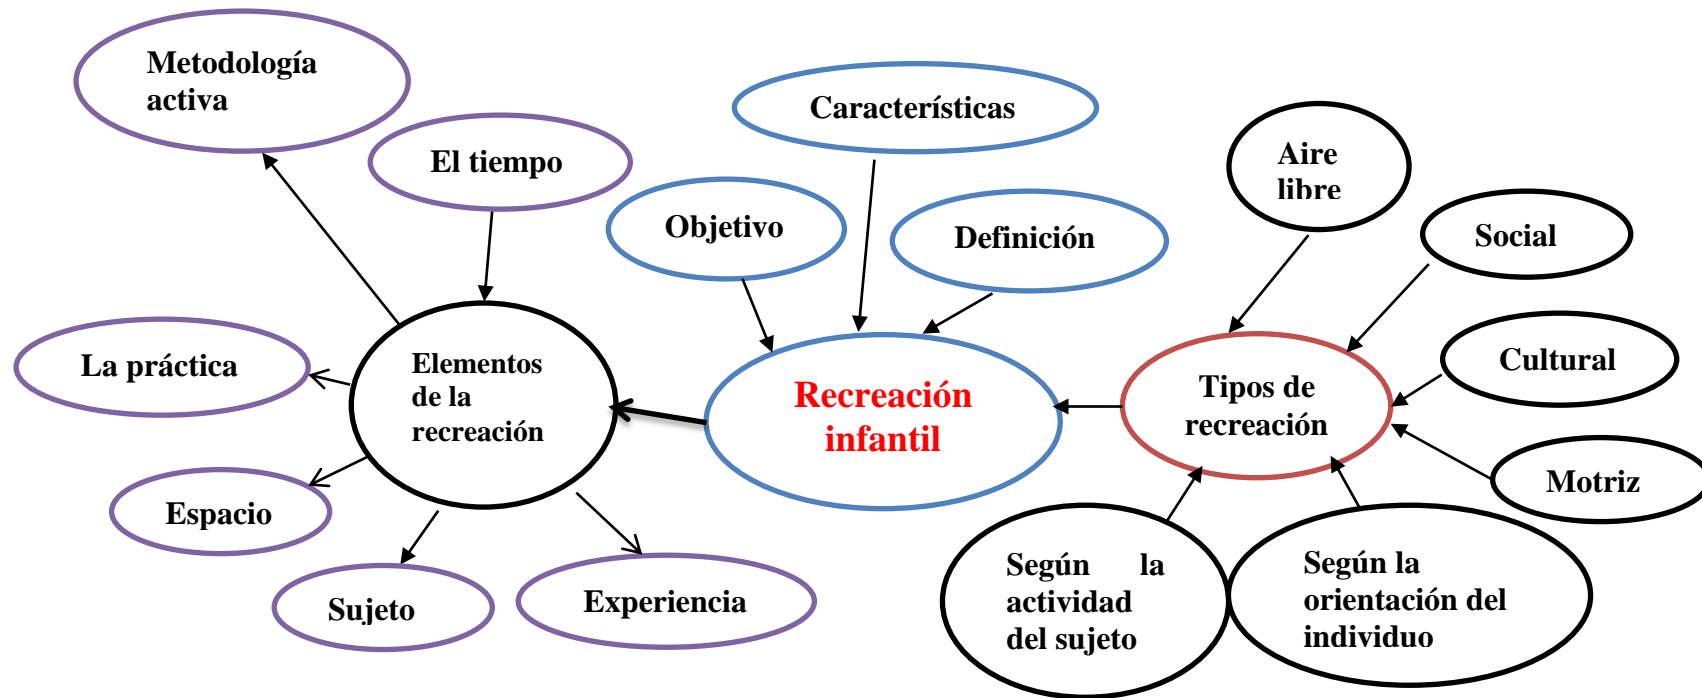 Metodología
activa
El tiempo
Características
Objetivo
Definición
Aire
libre
Social
Cultural
Motriz
La práctica
Elementos
de la
recreación
Recreación
infantil
Tipos de
recreación
Espacio
Sujeto
Experiencia
Según la
actividad
del sujeto
Según la
orientación del
individuo